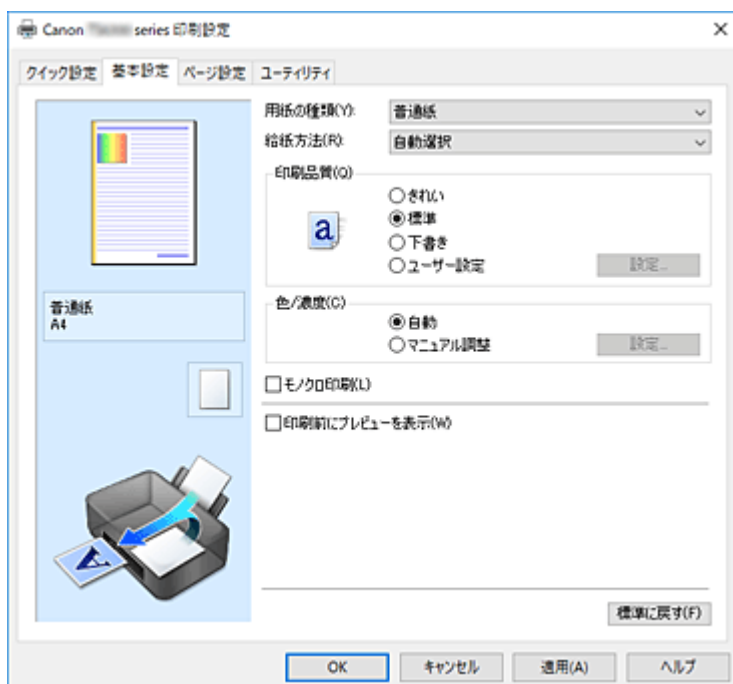 Canon series 印刷設定
クイック設定 基本設定 ページ設定 ユーティリティ
用紙の種類(Y): 普通紙
給紙方法(R): 自動選択
印刷品質(Q)
a
きれい
標準
下書き
ユーザー設定 設定...
普通紙
A4
色/濃度(C)
自動
マニュアル調整 設定...
モノクロ印刷(L)
印刷前にプレビューを表示(W)
A
標準に戻す(F)
OK キャンセル 適用(A) ヘルプ